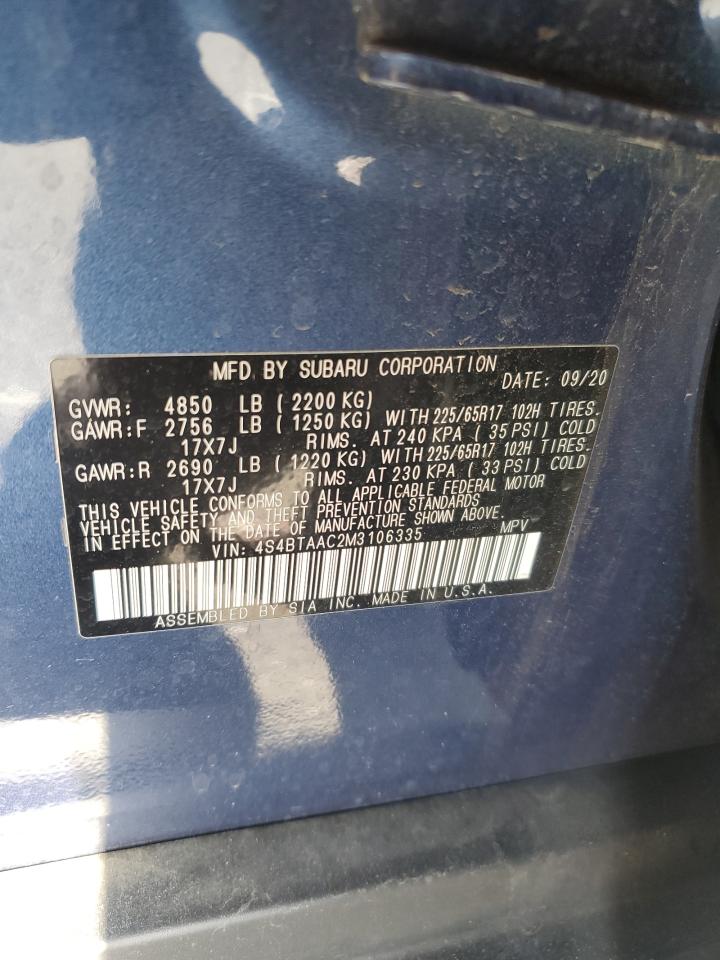 MFD BY SUBARU CORPORATION
DATE: 09/20
GVWR: 4850 LB (2200 KG)
GAWR:F 2756 LB (1250 KG) WITH 225/65R17 102H TIRES.
17X7J RIMS. AT 240 KPA (35 PSI) COLD
GAWR:R 2690 LB (1220 KG) WITH 225/65R17 102H TIRES.
17X7J RIMS. AT 230 KPA (33 PSI) COLD
THIS VEHICLE CONFORMS TO ALL APPLICABLE FEDERAL MOTOR
VEHICLE SAFETY AND THEFT PREVENTION STANDARDS
IN EFFECT ON THE DATE OF MANUFACTURE SHOWN ABOVE.
VIN: 4S4BTAAC2M3106335 MPV
ASSEMBLED BY SIA INC. MADE IN U.S.A.